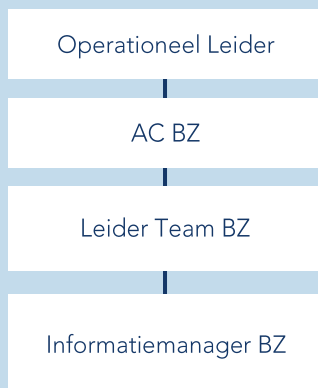 Operationeel Leider
AC BZ
Leider Team BZ
Informatiemanager BZ